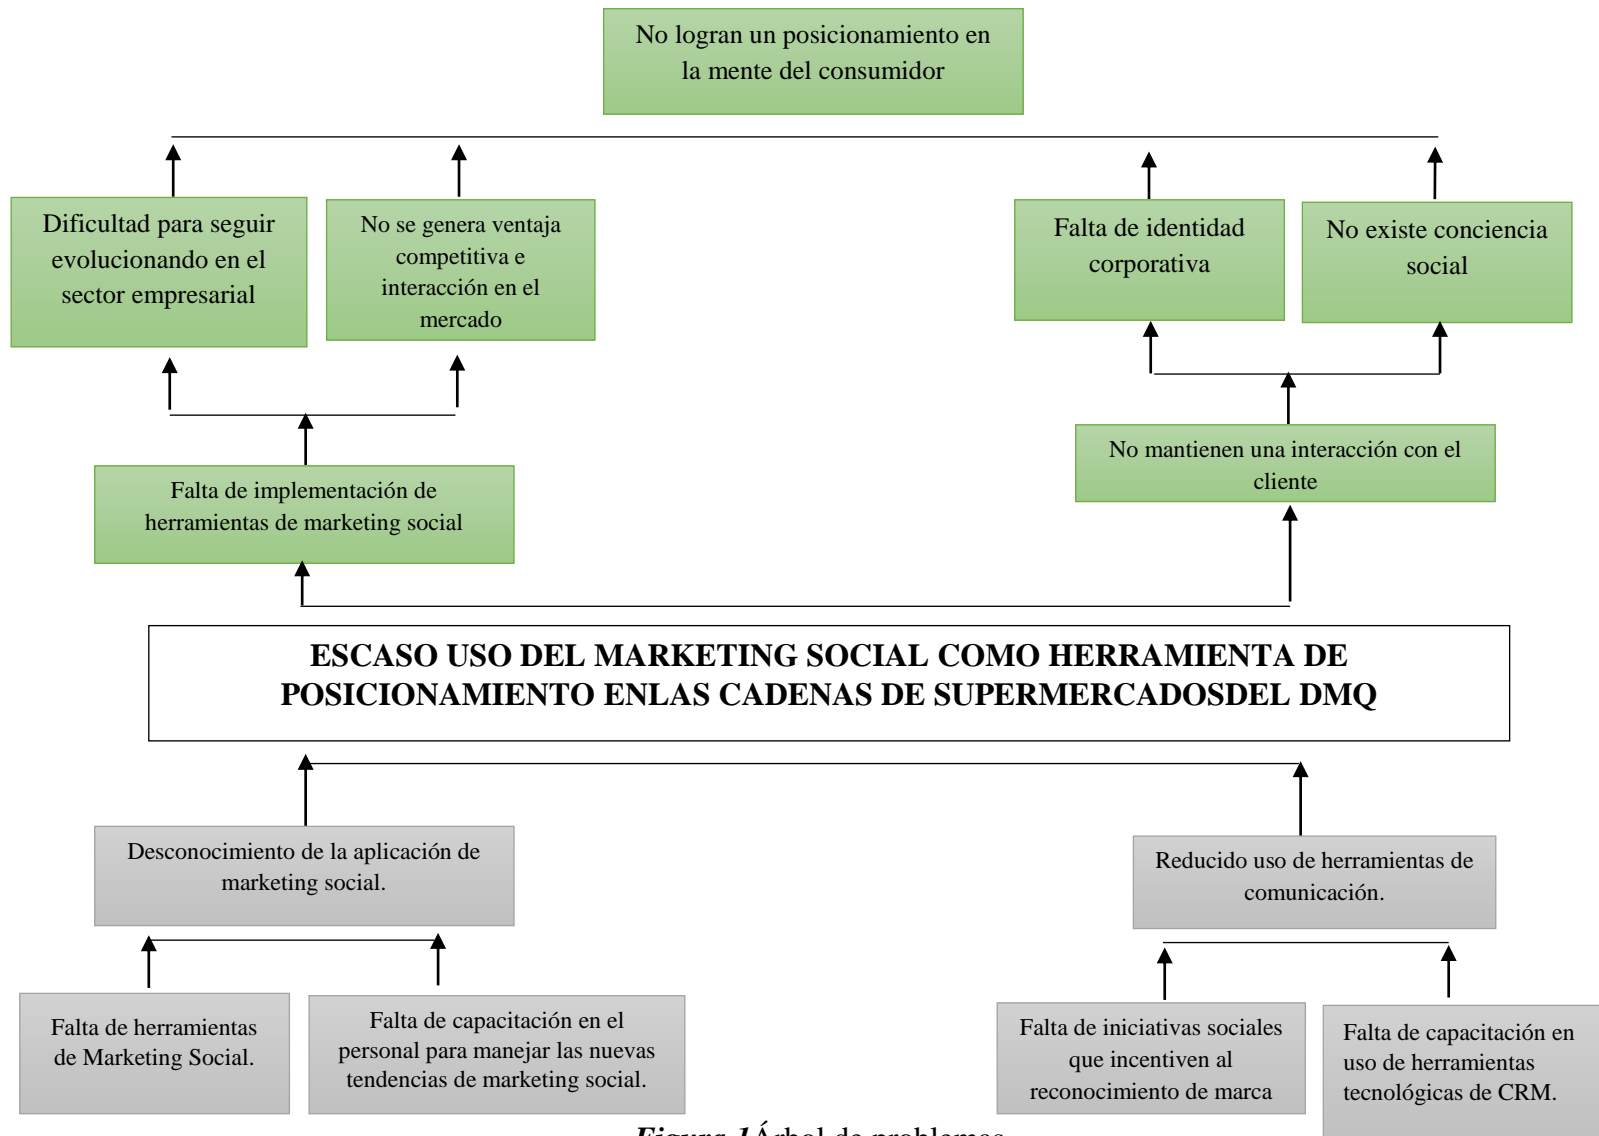 No logran un posicionamiento en
la mente del consumidor
Dificultad para seguir
evolucionando en el
sector empresarial
No se genera ventaja
competitiva e
interacción en el
mercado
Falta de identidad
corporativa
No existe conciencia
social
Falta de implementación de
herramientas de marketing social
No mantienen una interacción con el
cliente
ESCASO USO DEL MARKETING SOCIAL COMO HERRAMIENTA DE
POSICIONAMIENTO ENLAS CADENAS DE SUPERMERCADOSDEL DMQ
Desconocimiento de la aplicación de
marketing social.
Reducido uso de herramientas de
comunicación.
Falta de herramientas
de Marketing Social.
Falta de capacitación en el
personal para manejar las nuevas
tendencias de marketing social.
Falta de iniciativas sociales
que incentiven al
reconocimiento de marca
Falta de capacitación en
uso de herramientas
tecnológicas de CRM.
Figura 1Árbol de problemas